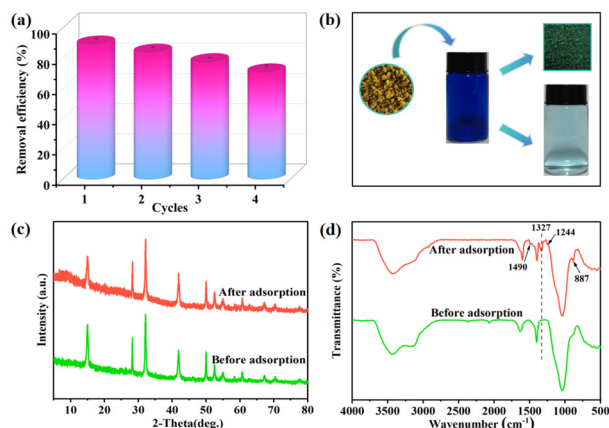 (a)
Removal efficiency (%)
100
80
60
40
20
0
1 2 3 4
Cycles
(b)
(c)
Intensity (a.u.)
After adsorption
Before adsorption
10 20 30 40 50 60 70 80
2-Theta(deg.)
(d)
Transmittance (%)
After adsorption
1327
1244
1490
887
Before adsorption
4000 3500 3000 2500 2000 1500 1000 500
Wavenumber (cm⁻¹)